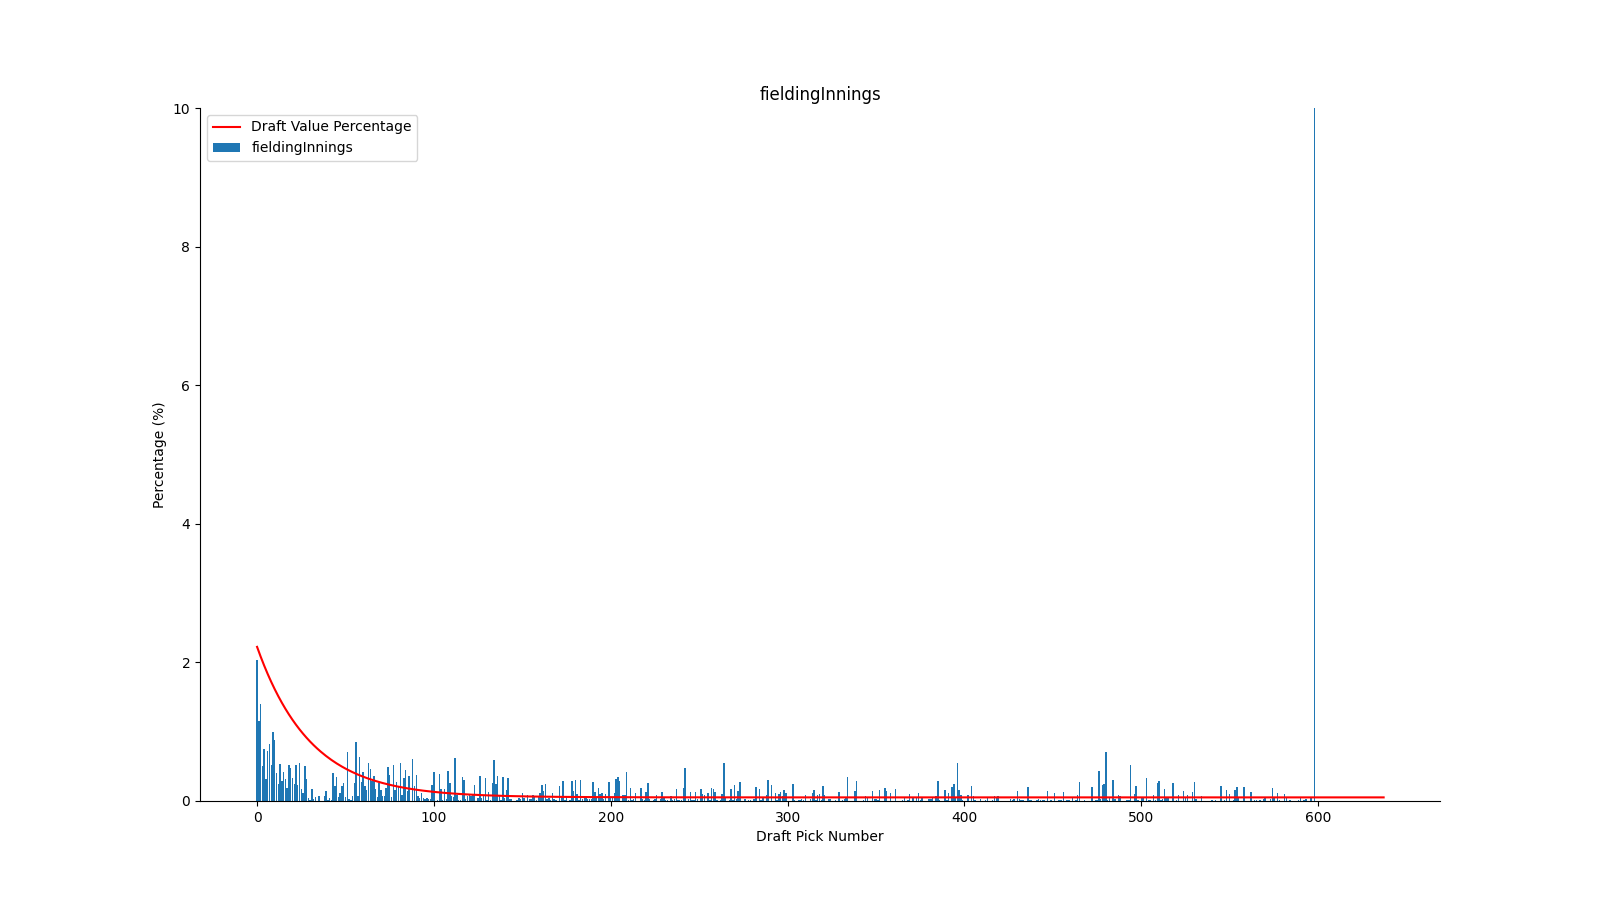 fieldingInnings
Draft Value Percentage
fieldingInnings
Percentage (%)
10
8
6
4
2
0
0 100 200 300 400 500 600
Draft Pick Number